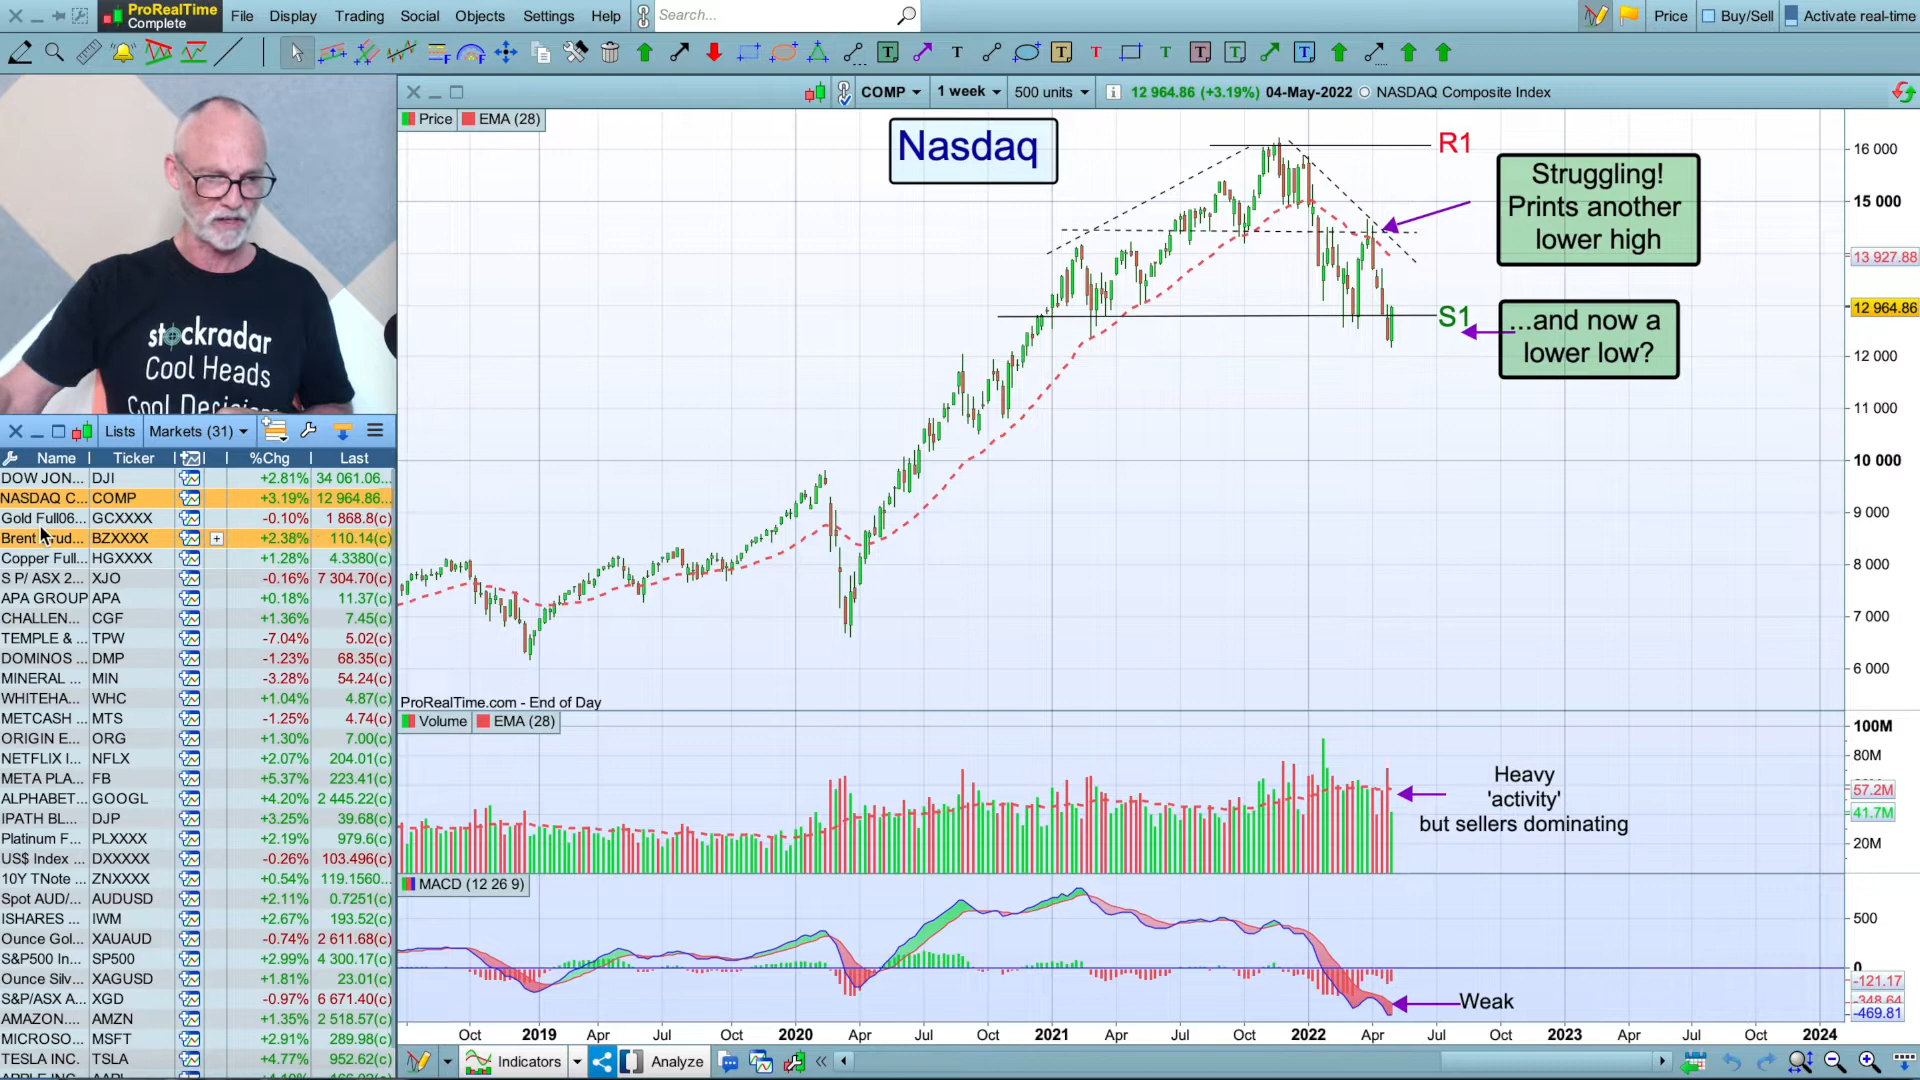 ProRealTime
Complete
File Display Trading Social Objects Settings Help Search... Price Buy/Sell Activate real-time
COMP 1 week 500 units 12 964.86 (+3.19%) 04-May-2022 NASDAQ Composite Index
Price EMA (28)
Nasdaq
R1
Struggling!
Prints another
lower high
S1
...and now a
lower low?
16 000
15 000
13 927.88
12 964.86
12 000
11 000
10 000
9 000
8 000
7 000
6 000
stockradar
Cool Heads
Cool
ProRealTime.com - End of Day
Volume EMA (28)
100M
80M
57.2M
41.7M
20M
Heavy
'activity'
but sellers dominating
MACD (12 26 9)
500
0
-121.17
-348.64
-469.81
Weak
Oct 2019 Apr Jul Oct 2020 Apr Jul Oct 2021 Apr Jul Oct 2022 Apr Jul Oct 2023 Apr Jul Oct 2024
Indicators Analyze
Lists Markets (31)
Name Ticker %Chg Last
DOW JON... DJI +2.81% 34 061.06...
NASDAQ C... COMP +3.19% 12 964.86...
Gold Full06... GCXXXX -0.10% 1 868.8(c)
Brent BZXXXX +2.38% 110.14(c)
Copper Full... HGXXXX +1.28% 4.3380(c)
S P/ ASX 2... XJO -0.16% 7 304.70(c)
APA GROUP APA +0.18% 11.37(c)
CHALLEN... CGF +1.36% 7.45(c)
TEMPLE & ... TPW -7.04% 5.02(c)
DOMINOS ... DMP -1.23% 68.35(c)
MINERAL ... MIN -3.28% 54.24(c)
WHITEHA... WHC +1.04% 4.87(c)
METCASH ... MTS -1.25% 4.74(c)
ORIGIN E... ORG +1.30% 7.00(c)
NETFLIX I... NFLX +2.07% 204.01(c)
META PLA... FB +5.37% 223.41(c)
ALPHABET... GOOGL +4.20% 2 445.22(c)
IPATH BL... DJP +3.25% 39.68(c)
Platinum F... PLXXXX +2.19% 979.6(c)
US$ Index ... DXXXXX -0.26% 103.496(c)
10Y TNote ... ZNXXXX +0.54% 119.1560...
Spot AUD/... AUDUSD +2.11% 0.7251(c)
ISHARES ... IWM +2.67% 193.52(c)
Ounce Gol... XAUAUD -0.74% 2 611.68(c)
S&P500 In... SP500 +2.99% 4 300.17(c)
Ounce Silv... XAGUSD +1.81% 23.01(c)
S&P/ASX A... XGD -0.97% 6 671.40(c)
AMAZON.... AMZN +1.35% 2 518.57(c)
MICROSO... MSFT +2.91% 289.98(c)
TESLA INC. TSLA +4.77% 952.62(c)